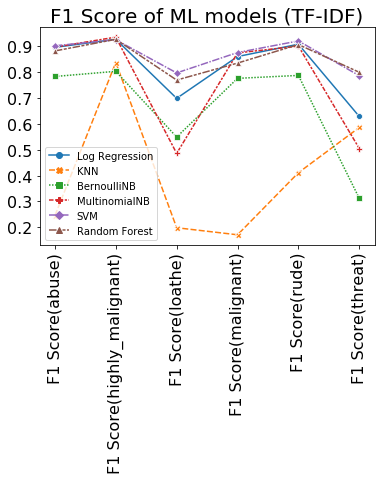 F1 Score of ML models (TF-IDF)
0.9
0.8
0.7
0.6
0.5
0.4
0.3
0.2
Log Regression
KNN
BernoulliNB
MultinomialNB
SVM
Random Forest
F1 Score(abuse)
F1 Score(highly_malignant)
F1 Score(loathe)
F1 Score(malignant)
F1 Score(rude)
F1 Score(threat)